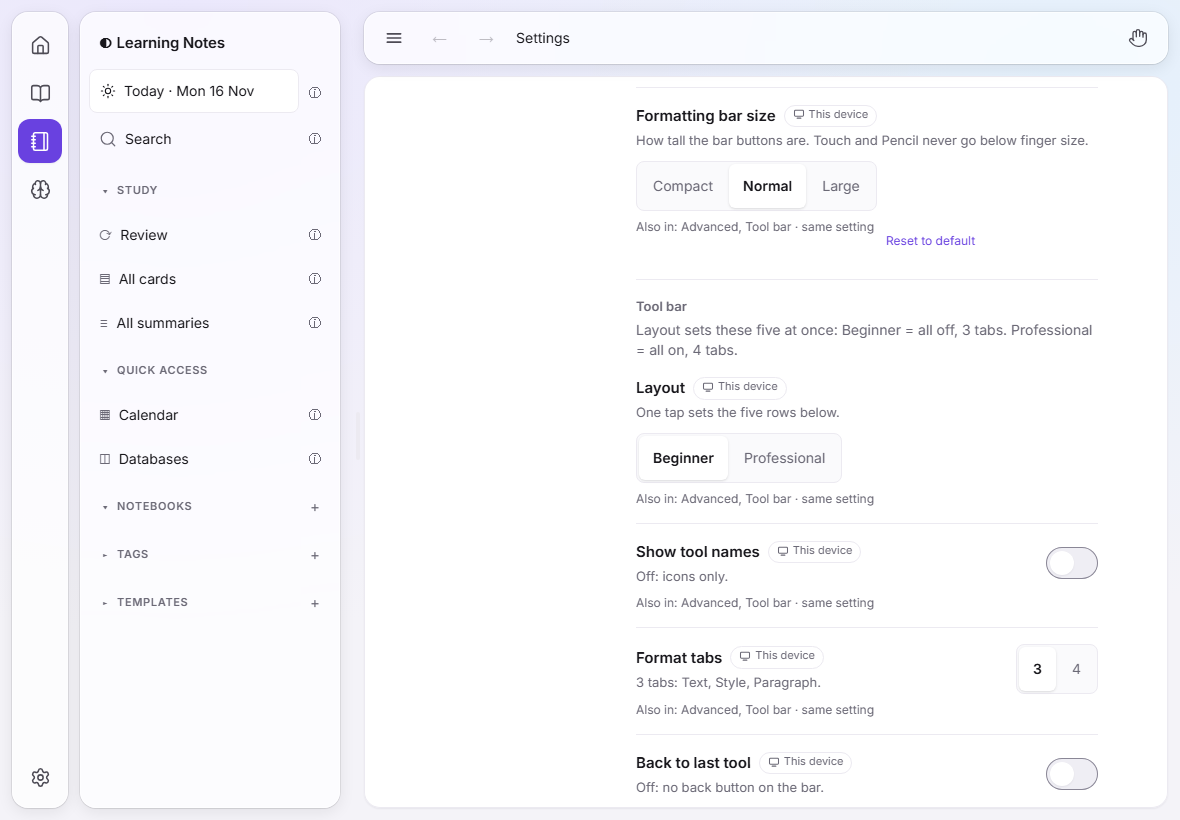 Learning Notes
Today · Mon 16 Nov
Search
STUDY
Review
All cards
All summaries
QUICK ACCESS
Calendar
Databases
NOTEBOOKS
TAGS
TEMPLATES
Settings
Formatting bar size This device
How tall the bar buttons are. Touch and Pencil never go below finger size.
Compact Normal Large
Also in: Advanced, Tool bar · same setting
Reset to default
Tool bar
Layout sets these five at once: Beginner = all off, 3 tabs. Professional
= all on, 4 tabs.
Layout This device
One tap sets the five rows below.
Beginner Professional
Also in: Advanced, Tool bar · same setting
Show tool names This device
Off: icons only.
Also in: Advanced, Tool bar · same setting
Format tabs This device
3 4
3 tabs: Text, Style, Paragraph.
Also in: Advanced, Tool bar · same setting
Back to last tool This device
Off: no back button on the bar.